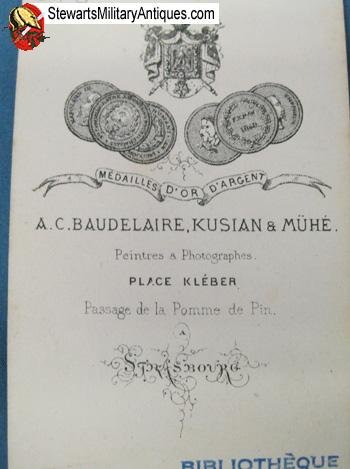 StewartsMilitaryAntiques.com
MÉDAILLES D'OR D'ARGENT
A.C. BAUDELAIRE, KUSIAN & MÜHÉ.
Peintres & Photographes.
PLACE KLÉBER
Passage de la Pomme de Pin.
A
STRASBOURG
BIBLIOTHÈQUE